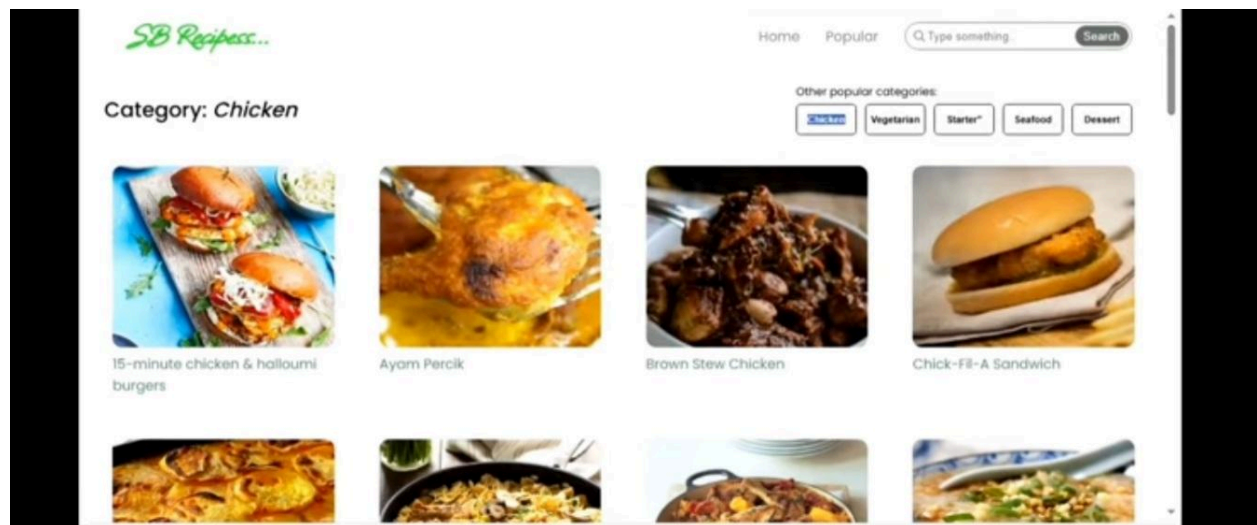 SB Recipess...
Home Popular Type something. Search
Category: Chicken
Other popular categories:
Chicken Vegetarian Starter" Seafood Dessert
15-minute chicken & halloumi
burgers
Ayam Percik
Brown Stew Chicken
Chick-Fil-A Sandwich